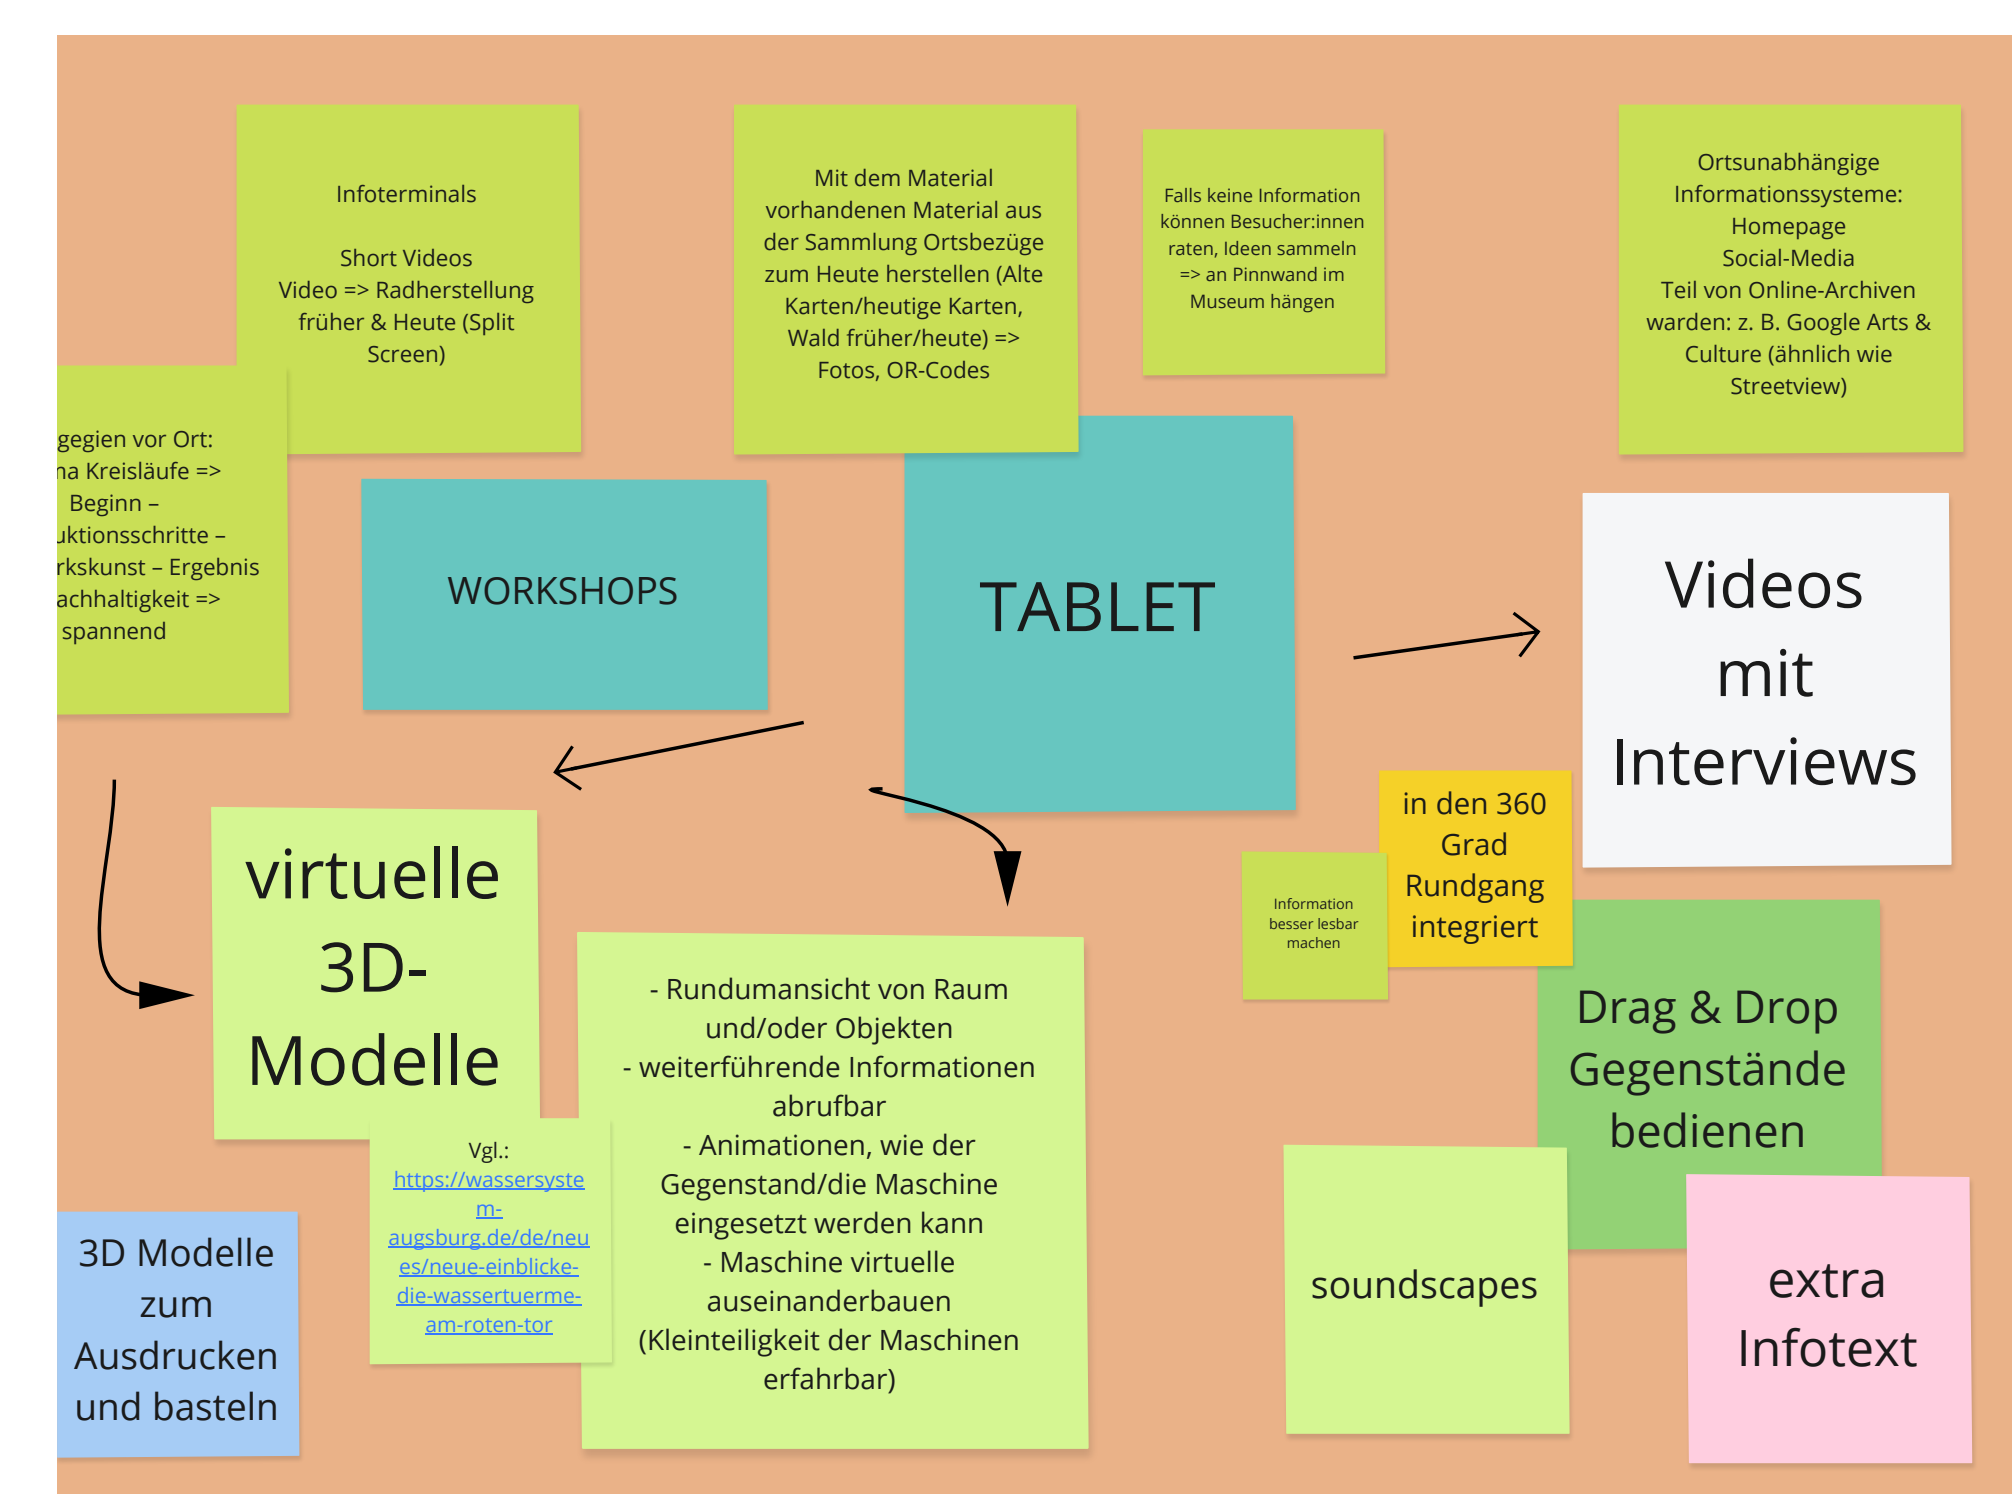 Infoterminals
Short Videos
Video => Radherstellung
früher & Heute (Split
Screen)
Mit dem Material
vorhandenen Material aus
der Sammlung Ortsbezüge
zum Heute herstellen (Alte
Karten/heutige Karten,
Wald früher/heute) =>
Fotos, OR-Codes
Falls keine Information
können Besucher:innen
raten, Ideen sammeln
=> an Pinnwand im
Museum hängen
Ortsunabhängige
Informationssysteme:
Homepage
Social-Media
Teil von Online-Archiven
warden: z. B. Google Arts &
Culture (ähnlich wie
Streetview)
gegien vor Ort:
na Kreisläufe =>
Beginn –
uktionsschritte –
rkskunst – Ergebnis
achhaltigkeit =>
spannend
WORKSHOPS
TABLET
Videos
mit
Interviews
in den 360
Grad
Rundgang
integriert
Information
besser lesbar
machen
virtuelle
3D-
Modelle
- Rundumansicht von Raum
und/oder Objekten
- weiterführende Informationen
abrufbar
- Animationen, wie der
Gegenstand/die Maschine
eingesetzt werden kann
- Maschine virtuelle
auseinanderbauen
(Kleinteiligkeit der Maschinen
erfahrbar)
Drag & Drop
Gegenstände
bedienen
Vgl.:
https://wassersyste
m-
augsburg.de/de/neu
es/neue-einblicke-
die-wassertuerme-
am-roten-tor
3D Modelle
zum
Ausdrucken
und basteln
soundscapes
extra
Infotext